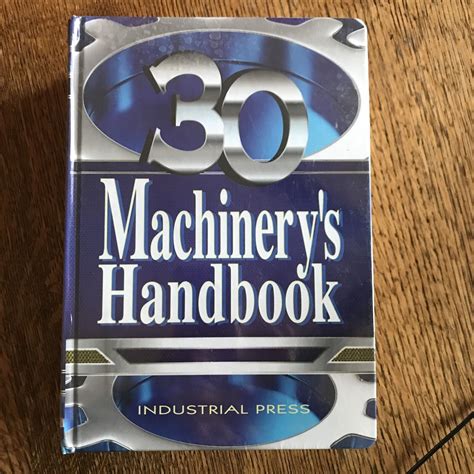 30
Machinery's
Handbook
INDUSTRIAL PRESS